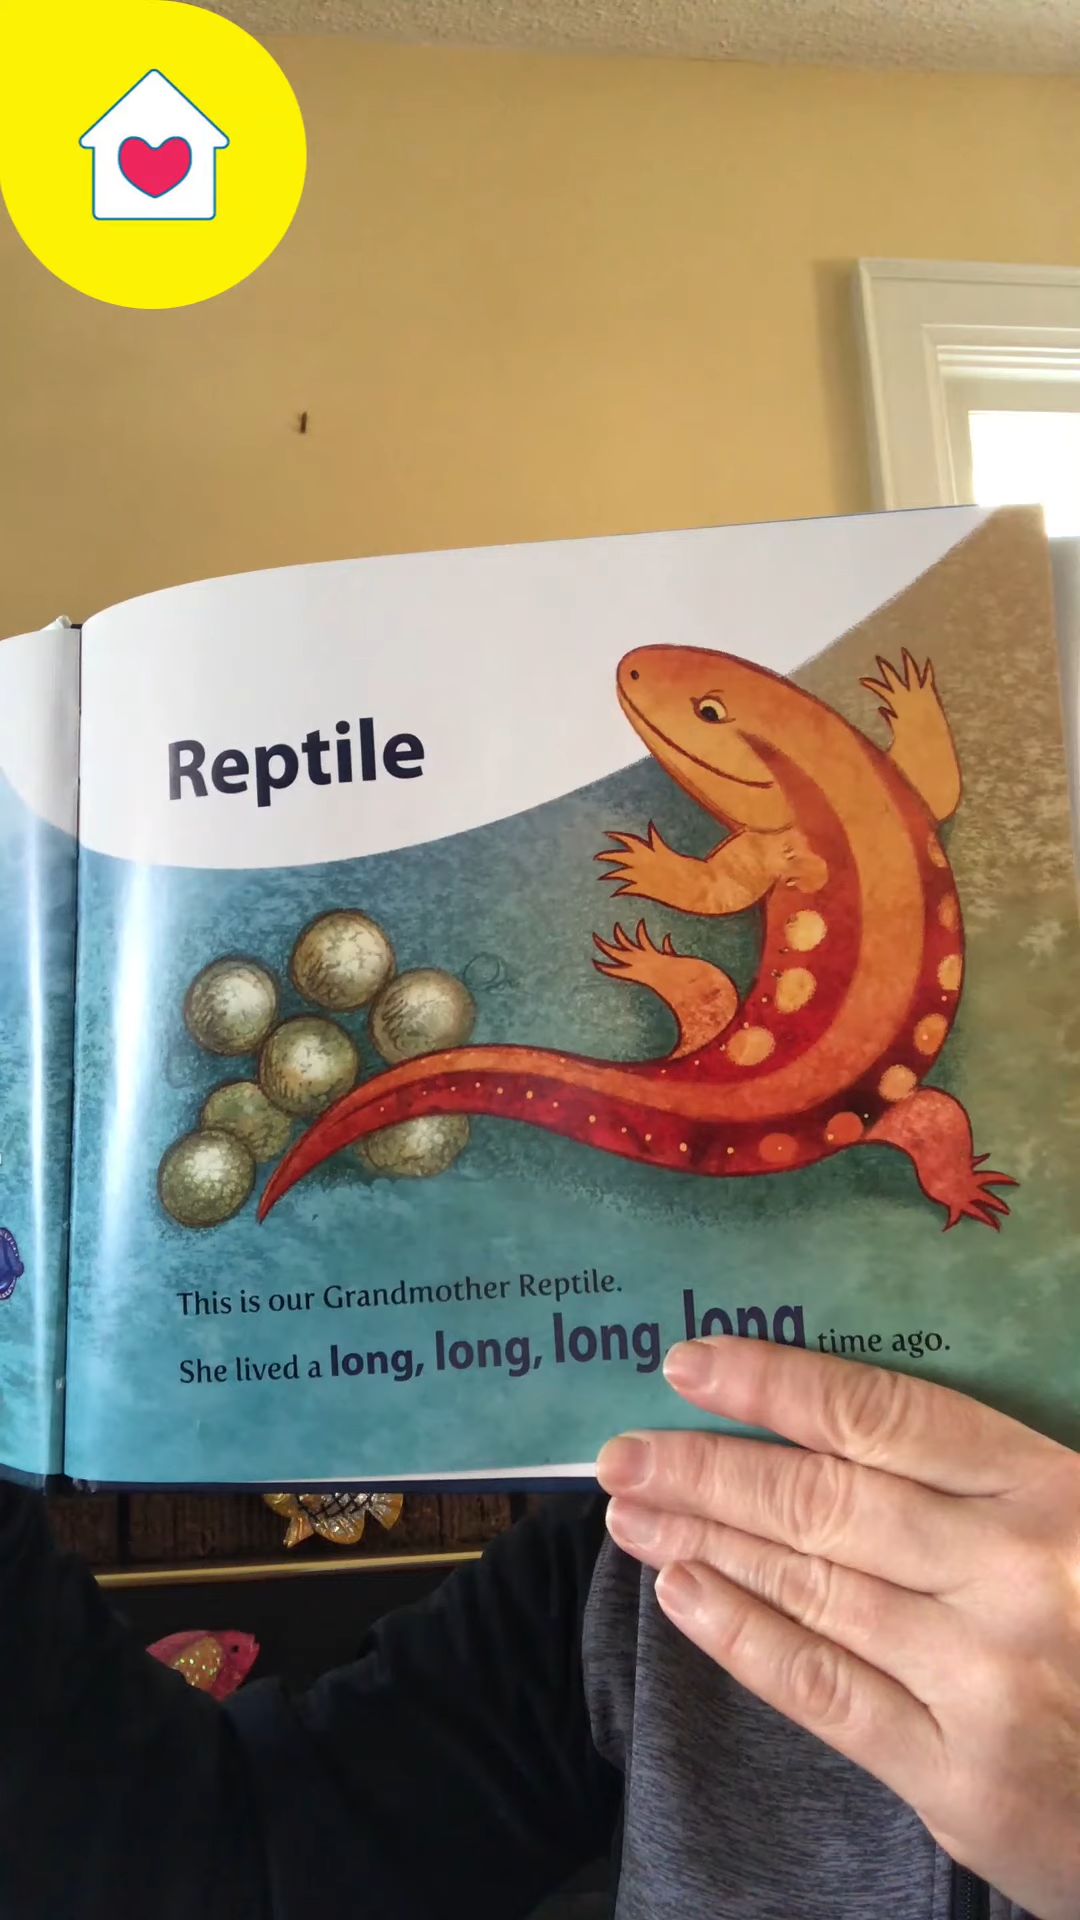 Reptile
This is our Grandmother Reptile.
She lived a long, long, long, long time ago.